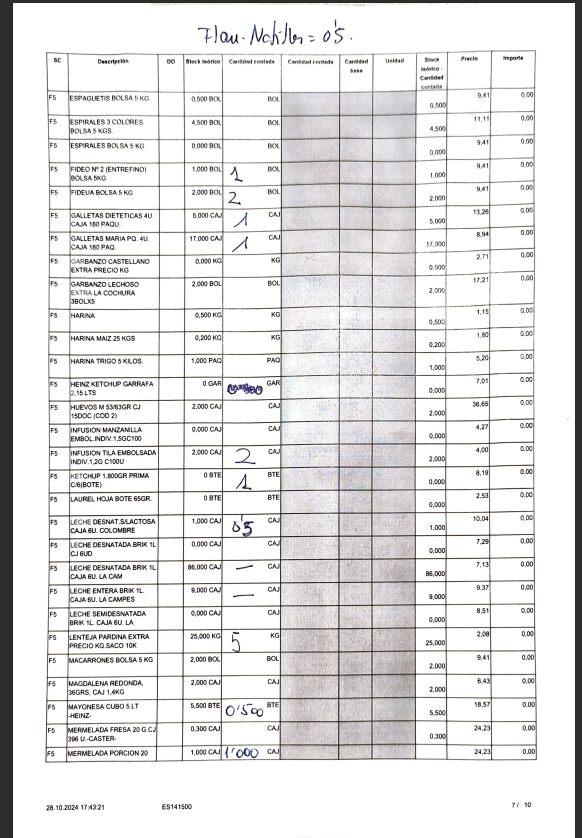 Flan-Natillas = 0'5.
SC Descripción DO Stock teórico Cantidad contada Cantidad contada Cantidad base Unidad Stock teórico - Cantidad contada Precio Importe
F5 ESPAGUETIS BOLSA 5 KG 0,500 BOL BOL 0,500 9,41 0,00
F5 ESPIRALES 3 COLORES BOLSA 5 KGS. 4,500 BOL BOL 4,500 11,11 0,00
F5 ESPIRALES BOLSA 5 KG 0,000 BOL BOL 0,000 9,41 0,00
F5 FIDEO Nº 2 (ENTREFINO) BOLSA 5KG 1,000 BOL 1 BOL 1,000 9,41 0,00
F5 FIDEUA BOLSA 5 KG 2,000 BOL 2 BOL 2,000 9,41 0,00
F5 GALLETAS DIETETICAS 4U. CAJA 180 PAQU. 5,000 CAJ 1 CAJ 5,000 13,26 0,00
F5 GALLETAS MARIA PQ. 4U. CAJA 180 PAQ. 17,000 CAJ 1 CAJ 17,000 8,94 0,00
F5 GARBANZO CASTELLANO EXTRA PRECIO KG 0,000 KG KG 0,000 2,71 0,00
F5 GARBANZO LECHOSO EXTRA LA COCHURA 3BOLX5 2,000 BOL BOL 2,000 17,21 0,00
F5 HARINA 0,500 KG KG 0,500 1,15 0,00
F5 HARINA MAIZ 25 KGS 0,200 KG KG 0,200 1,80 0,00
F5 HARINA TRIGO 5 KILOS. 1,000 PAQ PAQ 1,000 5,20 0,00
F5 HEINZ KETCHUP GARRAFA 2,15 LTS 0 GAR GAR 0,000 7,01 0,00
F5 HUEVOS M 53/63GR CJ 15DOC (COD 2) 2,000 CAJ CAJ 2,000 36,65 0,00
F5 INFUSION MANZANILLA EMBOL.INDIV.1,5GC100 0,000 CAJ CAJ 0,000 4,27 0,00
F5 INFUSION TILA EMBOLSADA INDIV.1,2G C100U 2,000 CAJ 2 CAJ 2,000 4,00 0,00
F5 KETCHUP 1.800GR PRIMA C/6(BOTE) 0 BTE 1 BTE 0,000 8,19 0,00
F5 LAUREL HOJA BOTE 65GR. 0 BTE BTE 0,000 2,53 0,00
F5 LECHE DESNAT.S/LACTOSA CAJA 6U. COLOMBRE 1,000 CAJ 0'5 CAJ 1,000 10,04 0,00
F5 LECHE DESNATADA BRIK 1L CJ 6UD 0,000 CAJ CAJ 0,000 7,29 0,00
F5 LECHE DESNATADA BRIK 1L. CAJA 6U. LA CAM 86,000 CAJ — CAJ 86,000 7,13 0,00
F5 LECHE ENTERA BRIK 1L. CAJA 6U. LA CAMPES 9,000 CAJ — CAJ 9,000 9,37 0,00
F5 LECHE SEMIDESNATADA BRIK 1L. CAJA 6U. LA 0,000 CAJ CAJ 0,000 8,51 0,00
F5 LENTEJA PARDINA EXTRA PRECIO KG.SACO 10K 25,000 KG 5 KG 25,000 2,08 0,00
F5 MACARRONES BOLSA 5 KG 2,000 BOL BOL 2,000 9,41 0,00
F5 MAGDALENA REDONDA, 36GRS, CAJ 1,4KG 2,000 CAJ CAJ 2,000 6,43 0,00
F5 MAYONESA CUBO 5 LT -HEINZ- 5,500 BTE 0'500 BTE 5,500 18,57 0,00
F5 MERMELADA FRESA 20 G.CJ 396 U.-CASTER- 0,300 CAJ CAJ 0,300 24,23 0,00
F5 MERMELADA PORCION 20 1,000 CAJ 1'000 CAJ 24,23 0,00
28.10.2024 17:43:21 ES141500 7 / 10